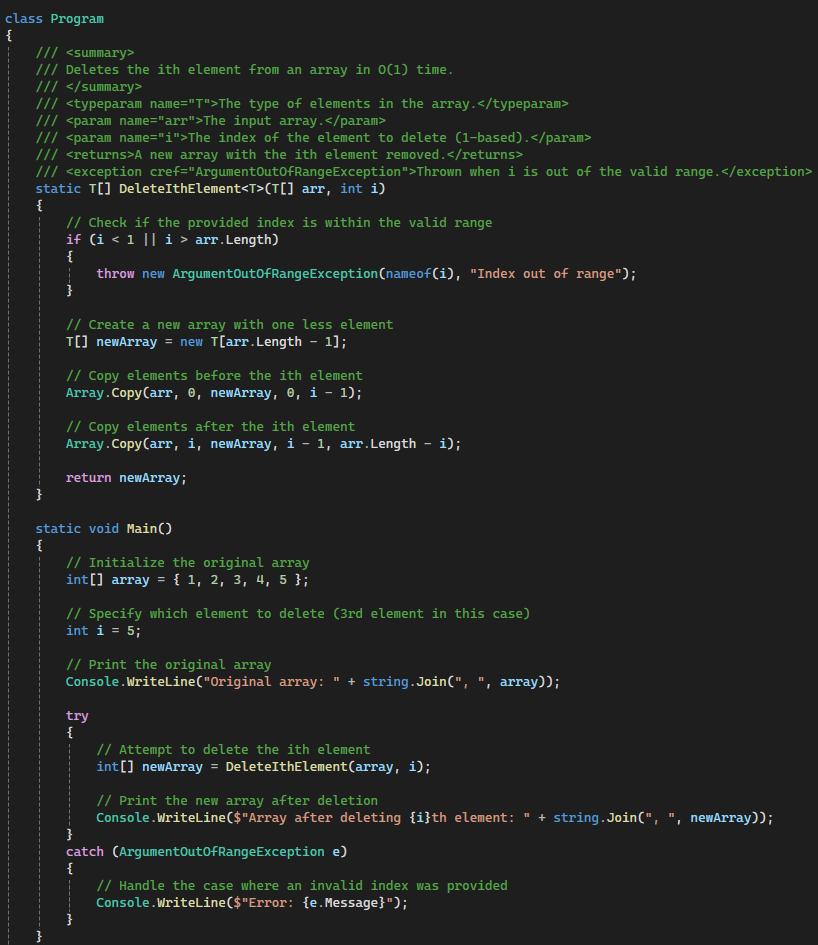 class Program
{
    /// <summary>
    /// Deletes the ith element from an array in O(1) time.
    /// </summary>
    /// <typeparam name="T">The type of elements in the array.</typeparam>
    /// <param name="arr">The input array.</param>
    /// <param name="i">The index of the element to delete (1-based).</param>
    /// <returns>A new array with the ith element removed.</returns>
    /// <exception cref="ArgumentOutOfRangeException">Thrown when i is out of the valid range.</exception>
    static T[] DeleteIthElement<T>(T[] arr, int i)
    {
        // Check if the provided index is within the valid range
        if (i < 1 || i > arr.Length)
        {
            throw new ArgumentOutOfRangeException(nameof(i), "Index out of range");
        }

        // Create a new array with one less element
        T[] newArray = new T[arr.Length - 1];

        // Copy elements before the ith element
        Array.Copy(arr, 0, newArray, 0, i - 1);

        // Copy elements after the ith element
        Array.Copy(arr, i, newArray, i - 1, arr.Length - i);

        return newArray;
    }

    static void Main()
    {
        // Initialize the original array
        int[] array = { 1, 2, 3, 4, 5 };

        // Specify which element to delete (3rd element in this case)
        int i = 5;

        // Print the original array
        Console.WriteLine("Original array: " + string.Join(", ", array));

        try
        {
            // Attempt to delete the ith element
            int[] newArray = DeleteIthElement(array, i);

            // Print the new array after deletion
            Console.WriteLine($"Array after deleting {i}th element: " + string.Join(", ", newArray));
        }
        catch (ArgumentOutOfRangeException e)
        {
            // Handle the case where an invalid index was provided
            Console.WriteLine($"Error: {e.Message}");
        }
    }